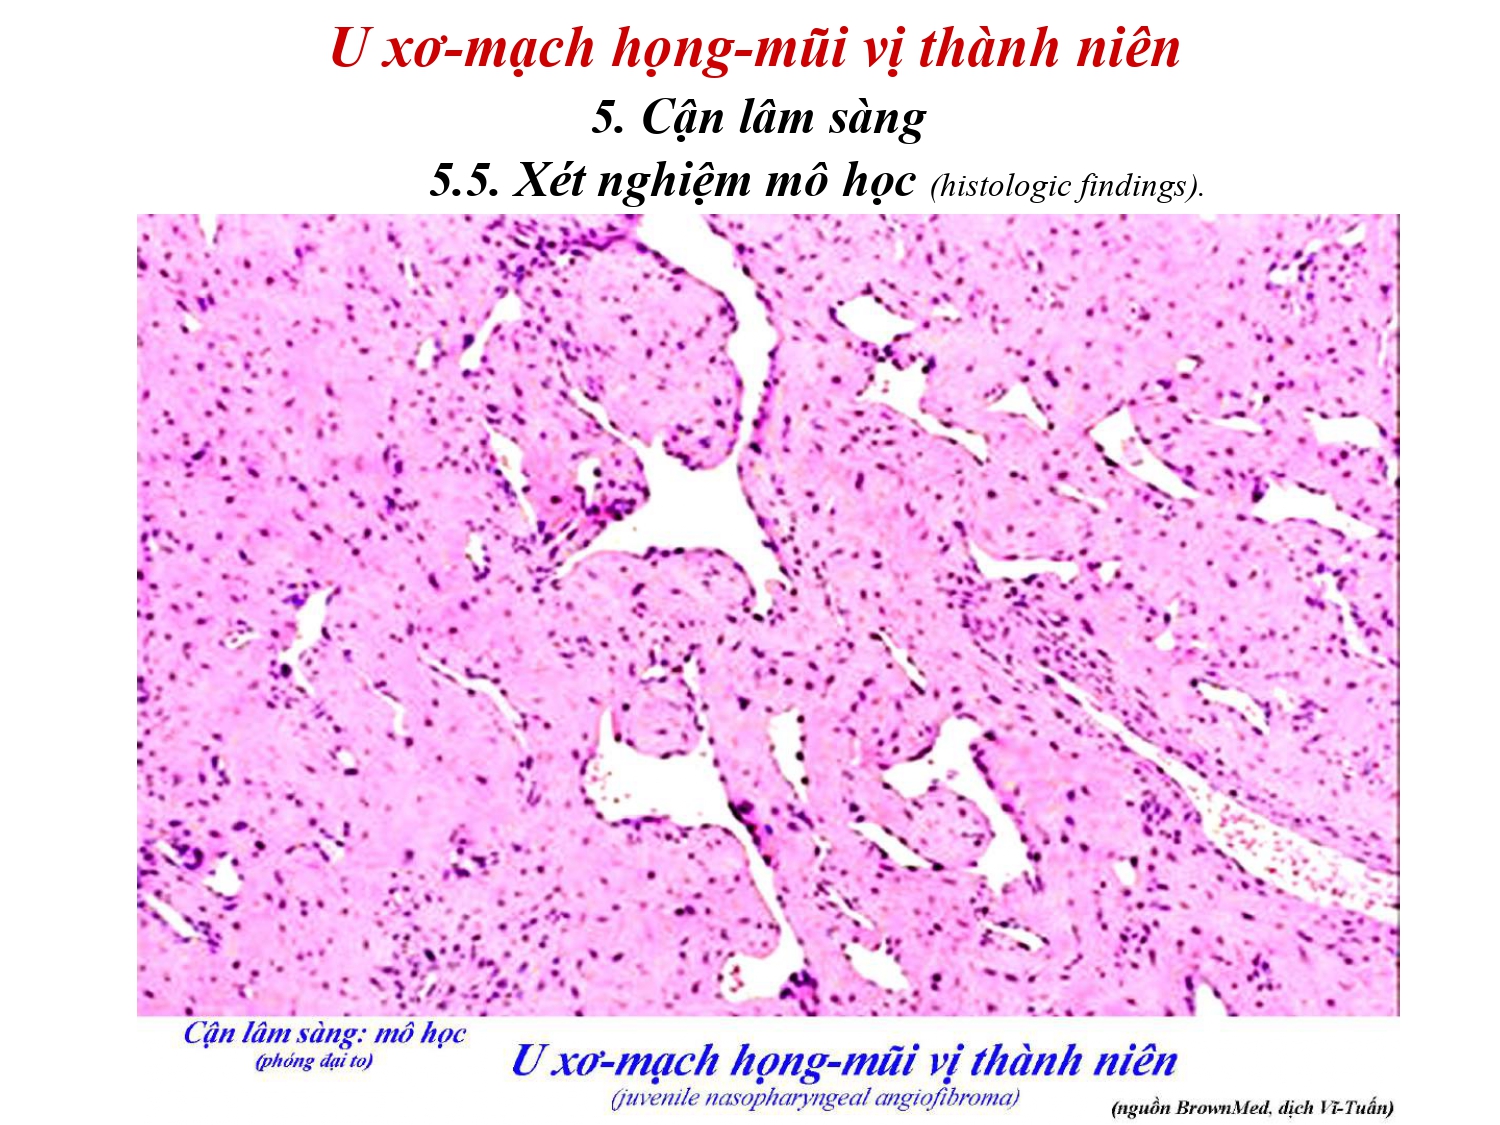 U xơ-mạch họng-mũi vị thành niên
5. Cận lâm sàng
5.5. Xét nghiệm mô học (histologic findings).
Cận lâm sàng: mô học
(phóng đại to)
U xơ-mạch họng-mũi vị thành niên
(juvenile nasopharyngeal angiofibroma)
(nguồn BrownMed, dịch Vĩ-Tuấn)